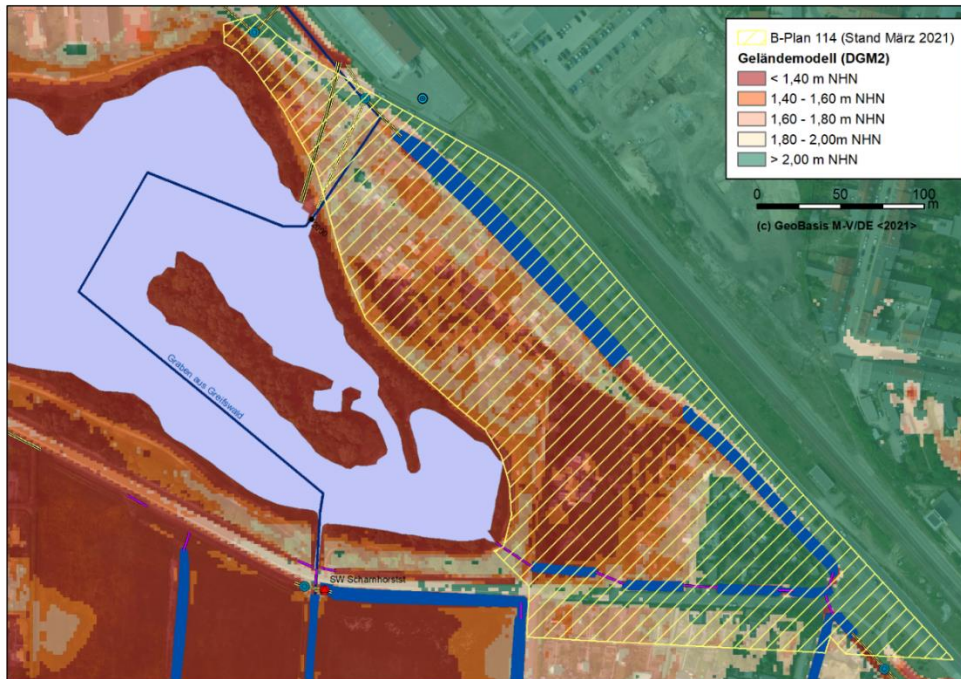 B-Plan 114 (Stand März 2021)
Geländemodell (DGM2)
< 1,40 m NHN
1,40 - 1,60 m NHN
1,60 - 1,80 m NHN
1,80 - 2,00m NHN
> 2,00 m NHN
0 50 100
m
(c) GeoBasis M-V/DE <2021>
Graben aus Greifswald
SW Scharnhorstst